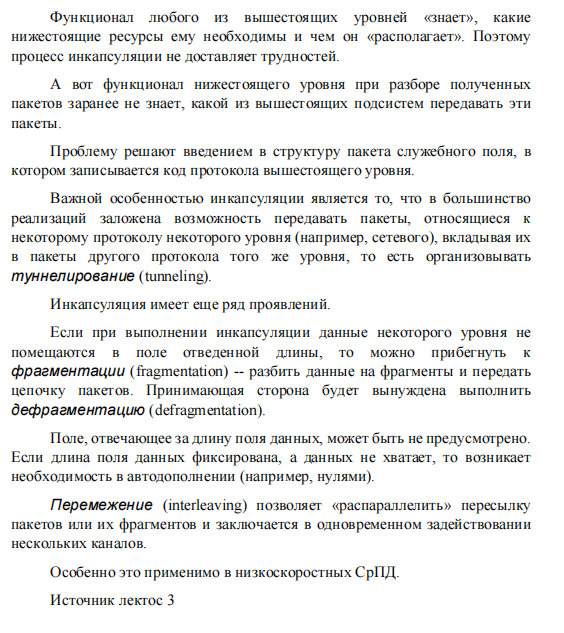 Функционал любого из вышестоящих уровней «знает», какие
нижестоящие ресурсы ему необходимы и чем он «располагает». Поэтому
процесс инкапсуляции не доставляет трудностей.
А вот функционал нижестоящего уровня при разборе полученных
пакетов заранее не знает, какой из вышестоящих подсистем передавать эти
пакеты.
Проблему решают введением в структуру пакета служебного поля, в
котором записывается код протокола вышестоящего уровня.
Важной особенностью инкапсуляции является то, что в большинство
реализаций заложена возможность передавать пакеты, относящиеся к
некоторому протоколу некоторого уровня (например, сетевого), вкладывая их
в пакеты другого протокола того же уровня, то есть организовывать
туннелирование (tunneling).
Инкапсуляция имеет еще ряд проявлений.
Если при выполнении инкапсуляции данные некоторого уровня не
помещаются в поле отведенной длины, то можно прибегнуть к
фрагментации (fragmentation) -- разбить данные на фрагменты и передать
цепочку пакетов. Принимающая сторона будет вынуждена выполнить
дефрагментацию (defragmentation).
Поле, отвечающее за длину поля данных, может быть не предусмотрено.
Если длина поля данных фиксирована, а данных не хватает, то возникает
необходимость в автодополнении (например, нулями).
Перемежение (interleaving) позволяет «распараллелить» пересылку
пакетов или их фрагментов и заключается в одновременном задействовании
нескольких каналов.
Особенно это применимо в низкоскоростных СрПД.
Источник лектос 3